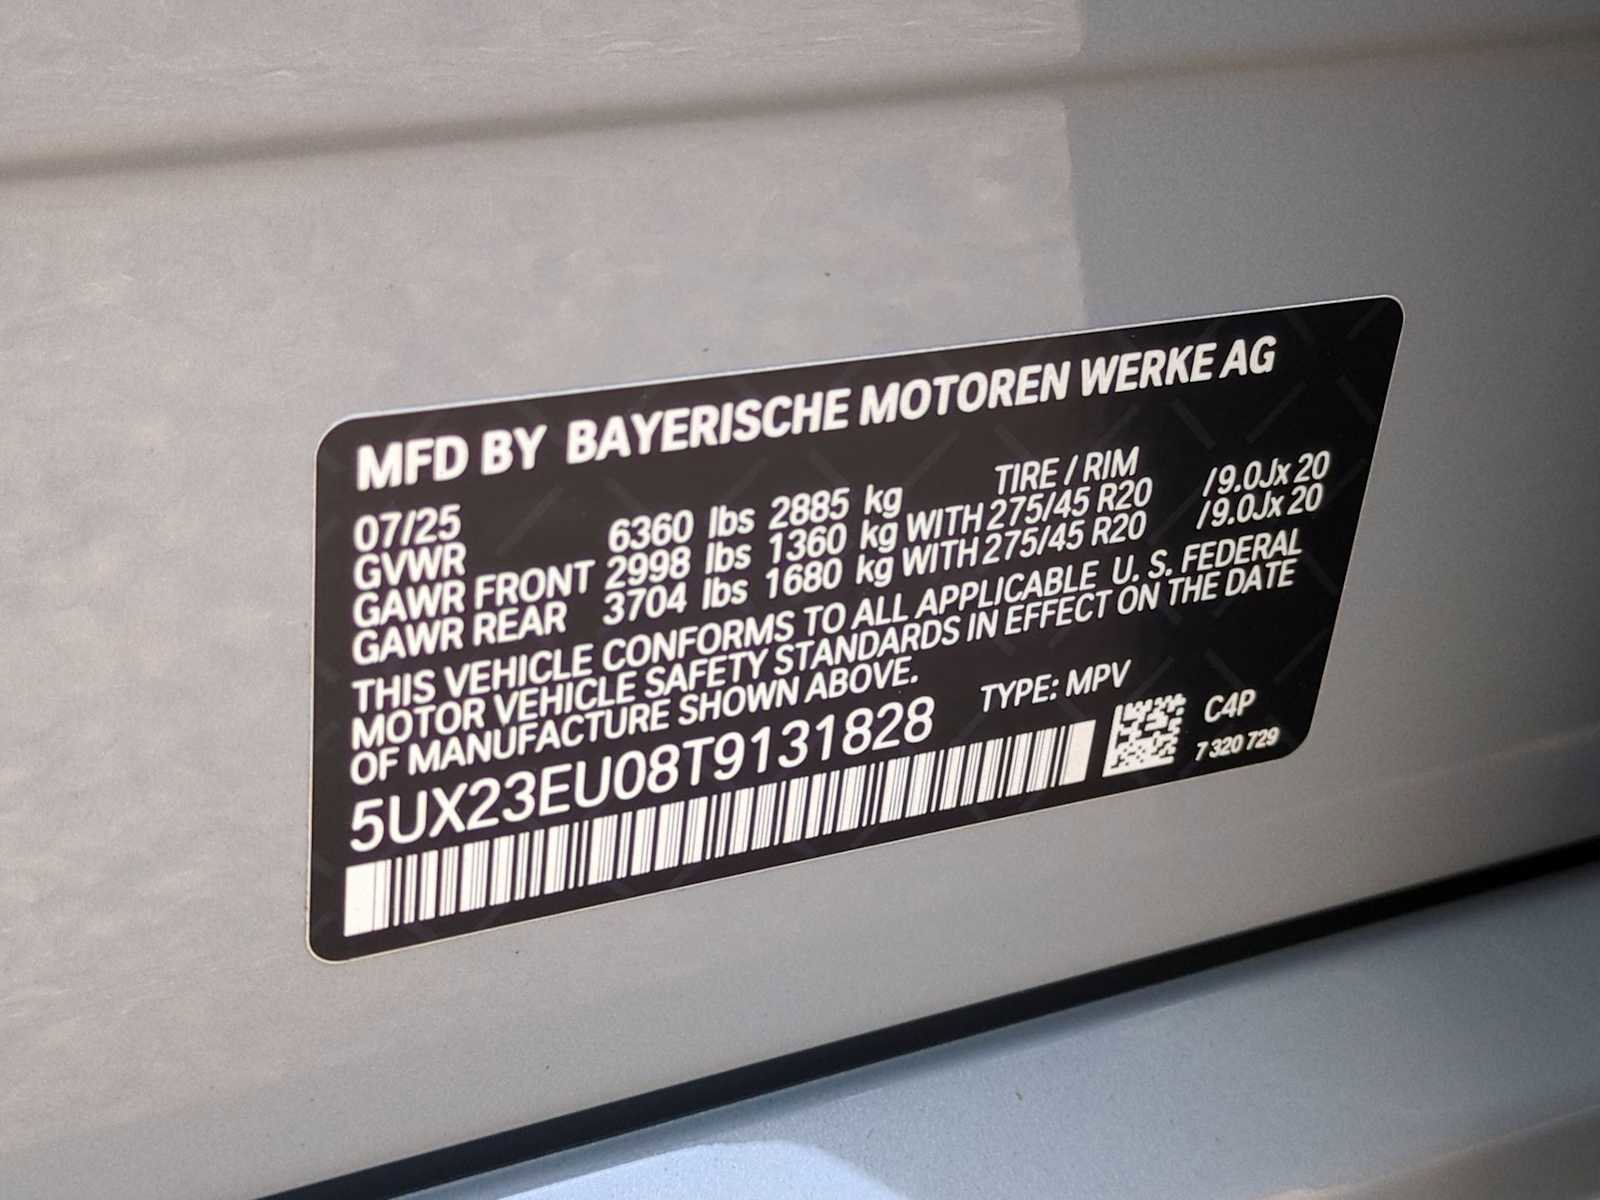 MFD BY BAYERISCHE MOTOREN WERKE AG
07/25 TIRE / RIM
GVWR 6360 lbs 2885 kg
GAWR FRONT 2998 lbs 1360 kg WITH 275/45 R20 /9.0Jx 20
GAWR REAR 3704 lbs 1680 kg WITH 275/45 R20 /9.0Jx 20
THIS VEHICLE CONFORMS TO ALL APPLICABLE U. S. FEDERAL
MOTOR VEHICLE SAFETY STANDARDS IN EFFECT ON THE DATE
OF MANUFACTURE SHOWN ABOVE.
TYPE: MPV
5UX23EU08T9131828
C4P
7 320 729